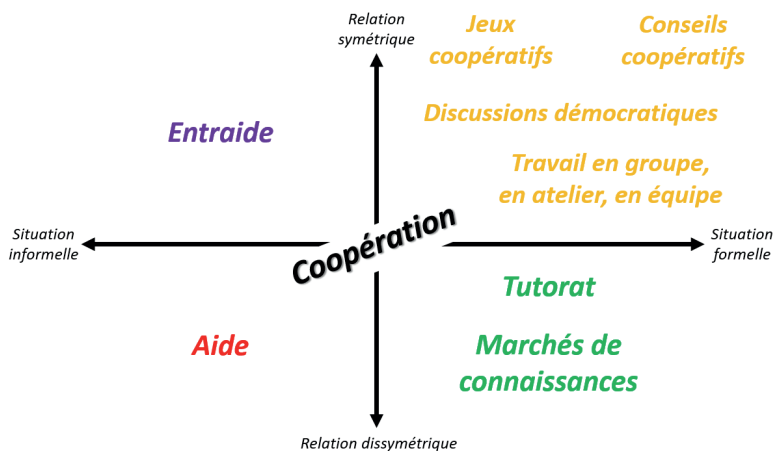 Relation
symétrique
Jeux
coopératifs
Conseils
coopératifs
Entraide
Discussions démocratiques
Travail en groupe,
en atelier, en équipe
Situation
informelle
Coopération
Situation
formelle
Tutorat
Aide
Marchés de
connaissances
Relation dissymétrique